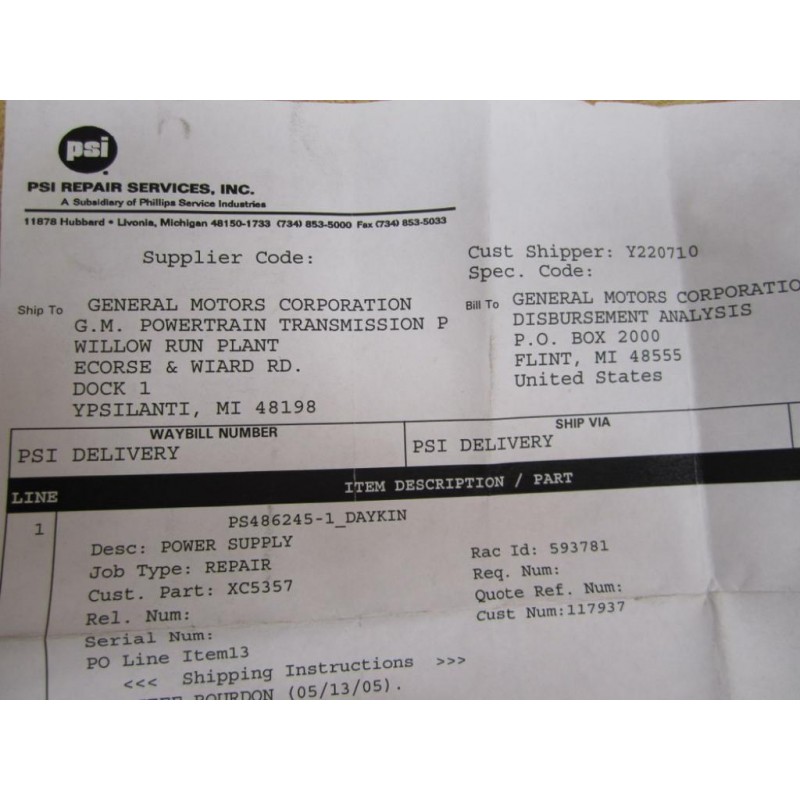 psi
PSI REPAIR SERVICES, INC.
A Subsidiary of Phillips Service Industries
11878 Hubbard • Livonia, Michigan 48150-1733 (734) 853-5000 Fax (734) 853-5033
Supplier Code:
Cust Shipper: Y220710
Spec. Code:
Ship To GENERAL MOTORS CORPORATION
G.M. POWERTRAIN TRANSMISSION P
WILLOW RUN PLANT
ECORSE & WIARD RD.
DOCK 1
YPSILANTI, MI 48198
Bill To GENERAL MOTORS CORPORATIO
DISBURSEMENT ANALYSIS
P.O. BOX 2000
FLINT, MI 48555
United States
WAYBILL NUMBER
PSI DELIVERY
SHIP VIA
PSI DELIVERY
LINE ITEM DESCRIPTION / PART
1 PS486245-1_DAYKIN
Desc: POWER SUPPLY
Job Type: REPAIR
Cust. Part: XC5357
Rel. Num:
Serial Num:
PO Line Item13
Rac Id: 593781
Req. Num:
Quote Ref. Num:
Cust Num:117937
<<< Shipping Instructions >>>
BOURDON (05/13/05).